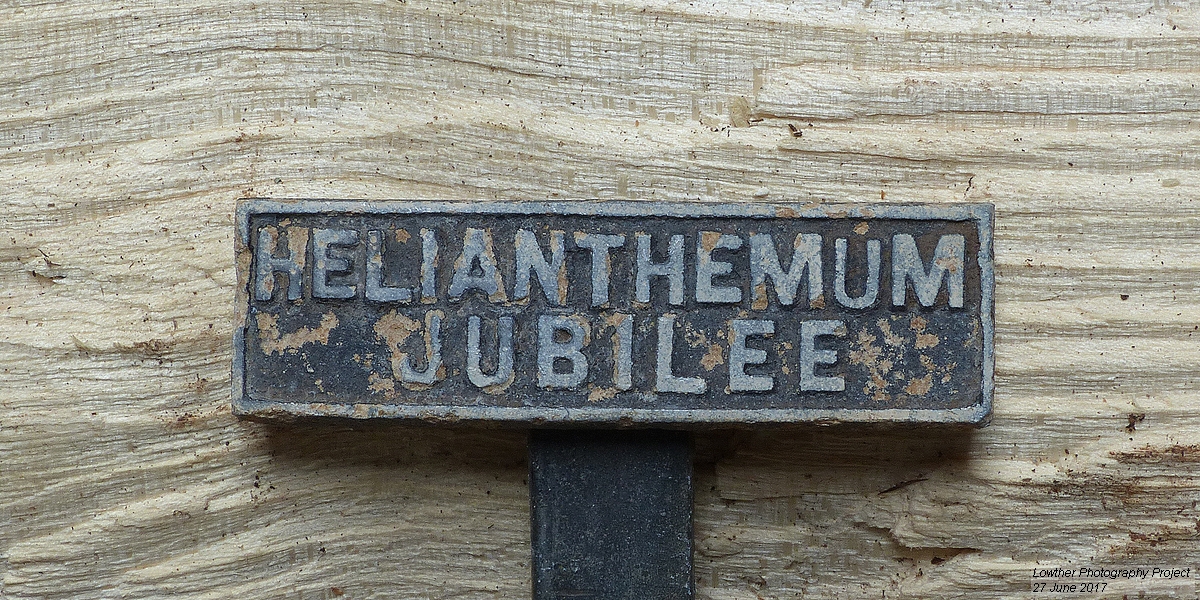 HELIANTHEMUM
JUBILEE
Lowther Photography Project
27 June 2017